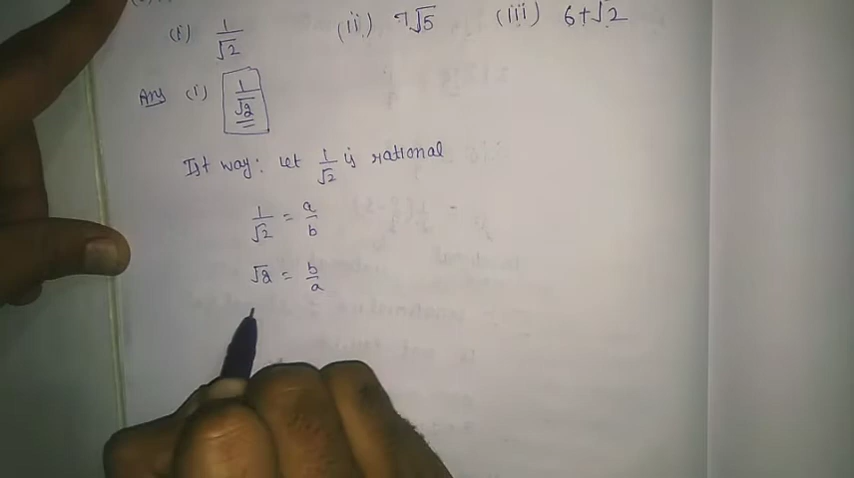 (i) 1/√2 (ii) 7√5 (iii) 6+√2
Ans (i) 1/√2
Ist way: Let 1/√2 is rational
1/√2 = a/b
√2 = b/a